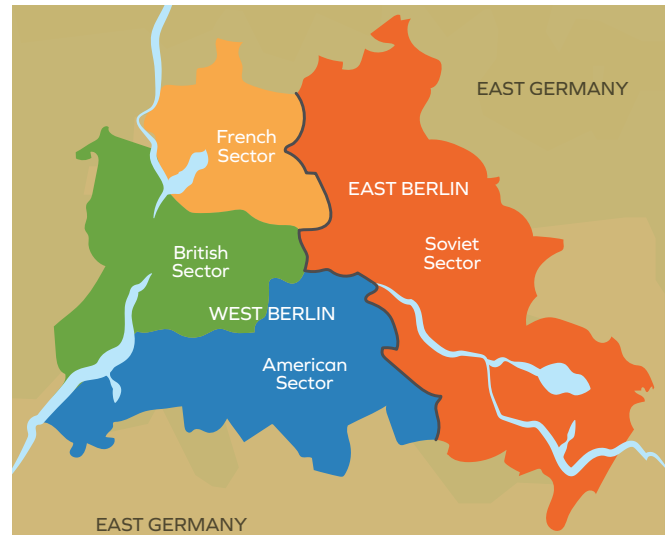 EAST GERMANY
French
Sector
EAST BERLIN
British
Sector
Soviet
Sector
WEST BERLIN
American
Sector
EAST GERMANY